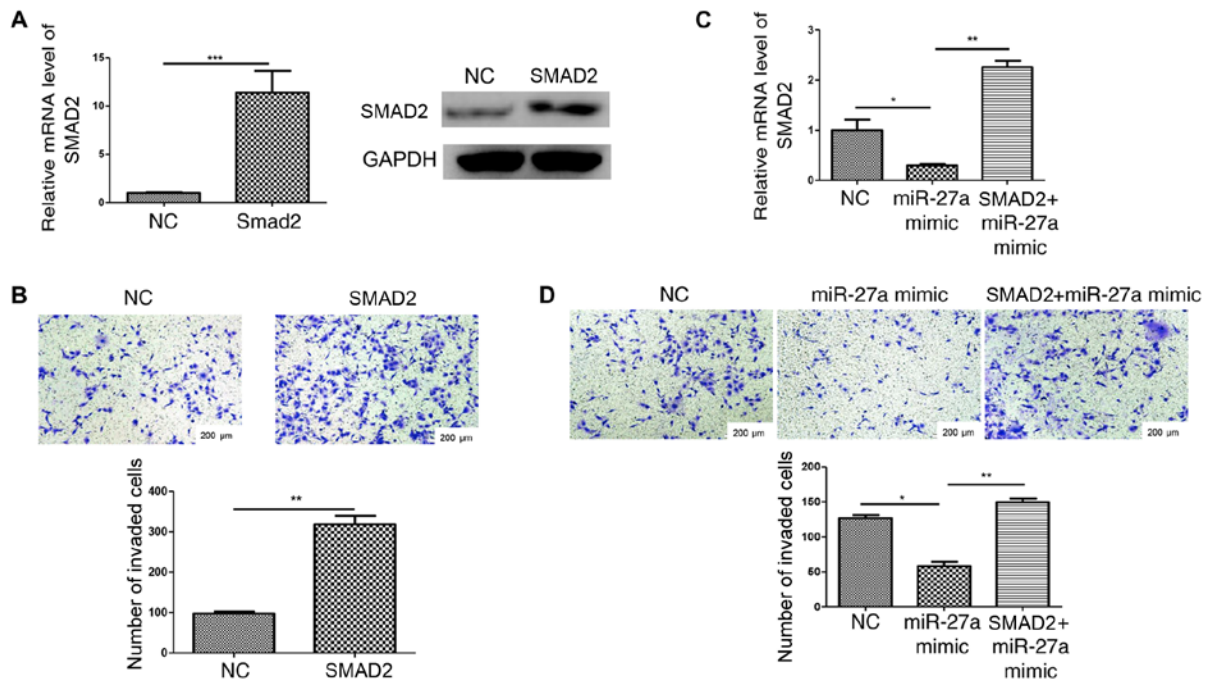 A
Relative mRNA level of
SMAD2
15
10
5
0
***
NC
Smad2
NC
SMAD2
SMAD2
GAPDH
C
Relative mRNA level of
SMAD2
3
2
1
0
*
**
NC
miR-27a
mimic
SMAD2+
miR-27a
mimic
B
NC
SMAD2
200 µm
200 µm
Number of invaded cells
400
300
200
100
0
**
NC
SMAD2
D
NC
miR-27a mimic
SMAD2+miR-27a mimic
200 µm
200 µm
200 µm
Number of invaded cells
200
150
100
50
0
*
**
NC
miR-27a
mimic
SMAD2+
miR-27a
mimic